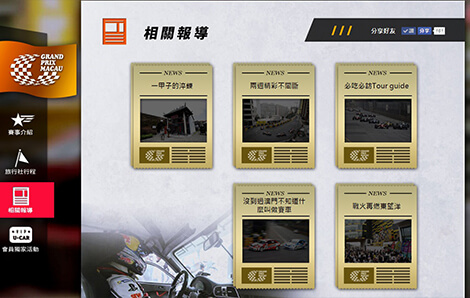 GRAND
PRIX
MACAU
賽事介紹
旅行社行程
相關報導
U-CAR
會員獨家活動
相關報導
分享好友
讚
分享
NEWS
一甲子的淬鍊
NEWS
兩週精彩不間斷
NEWS
必吃必訪Tour guide
NEWS
沒到過澳門不知道什
麼叫做賽車
NEWS
戰火再燃東望洋